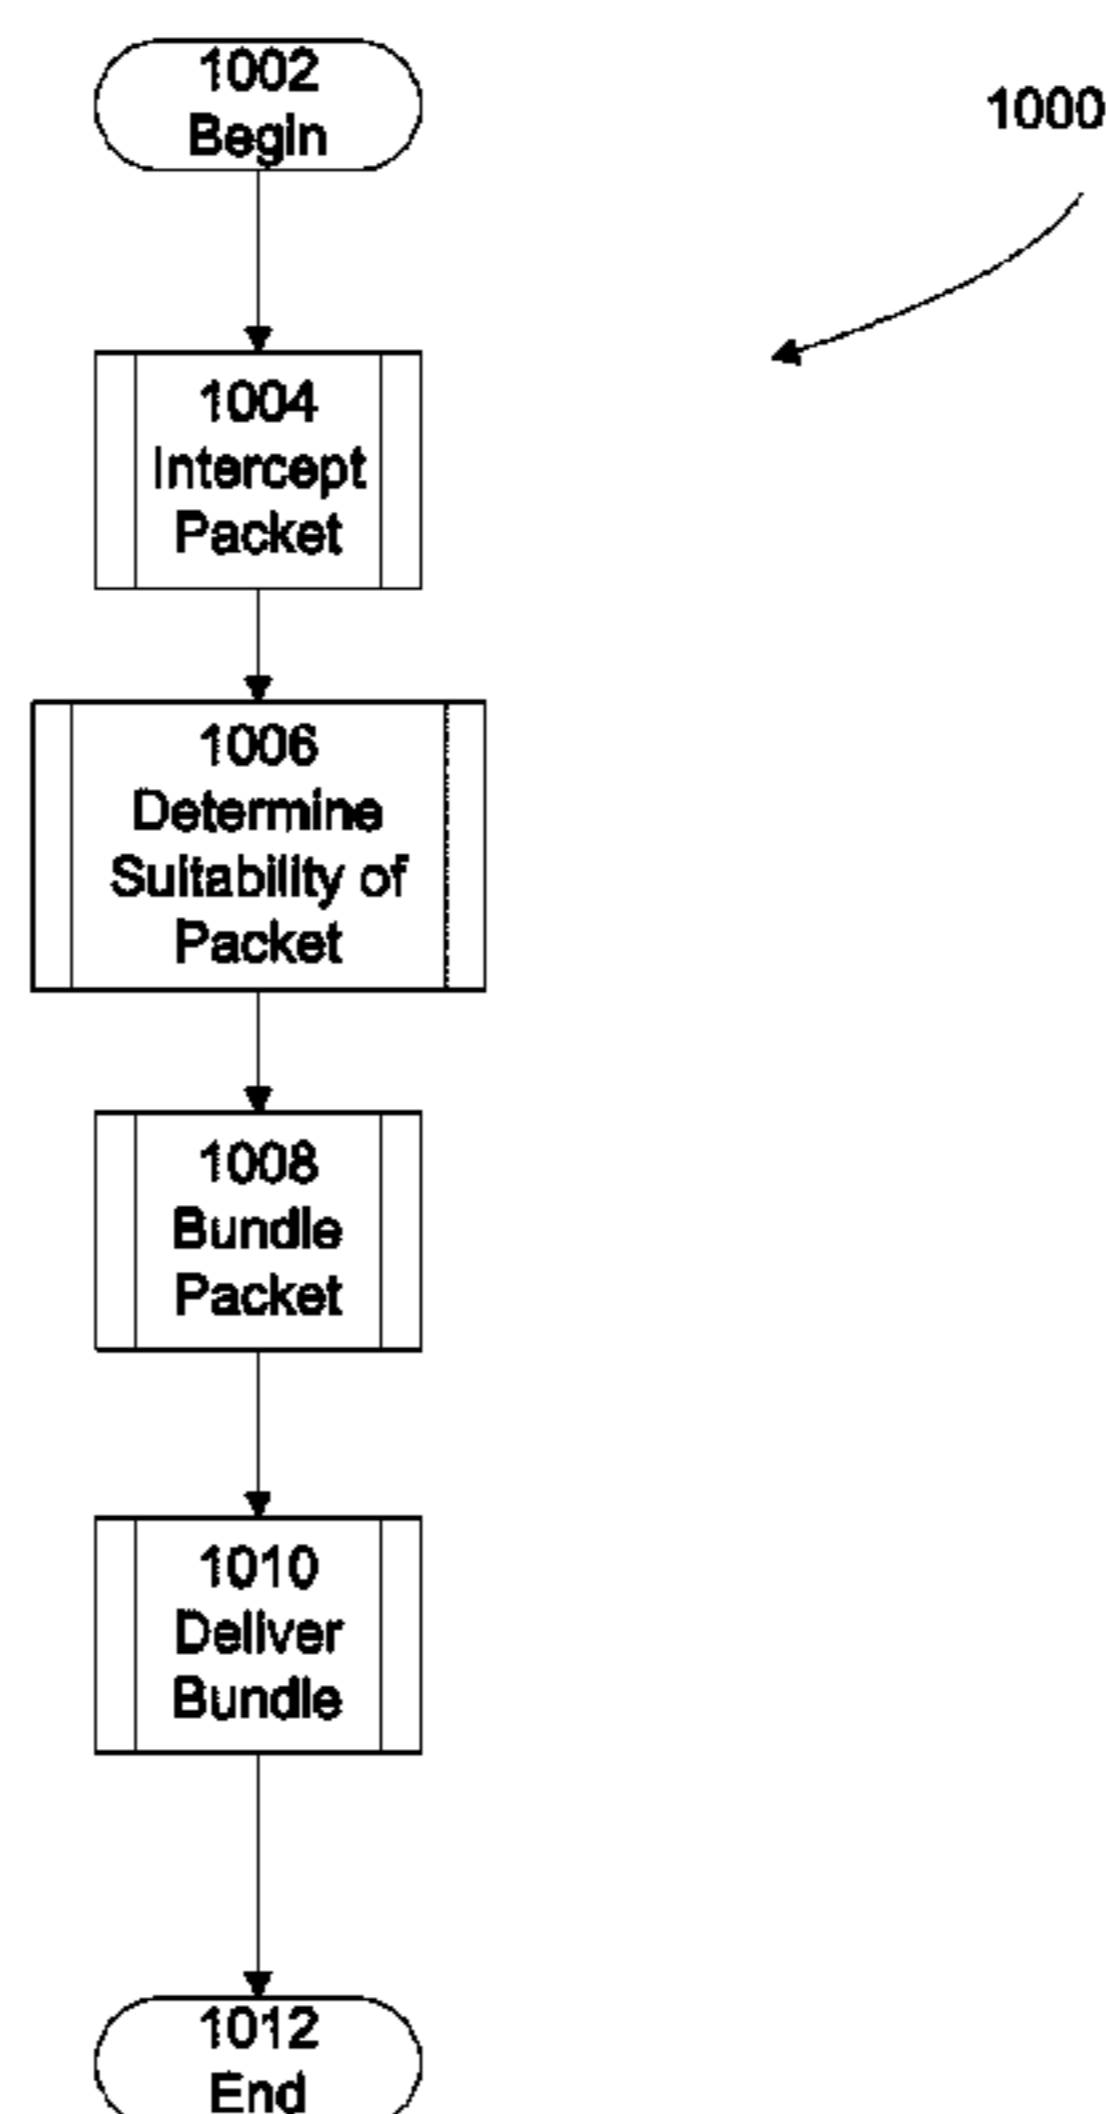 1002
Begin
1000
1004
Intercept
Packet
1006
Determine
Suitability of
Packet
1008
Bundle
Packet
1010
Deliver
Bundle
1012
End